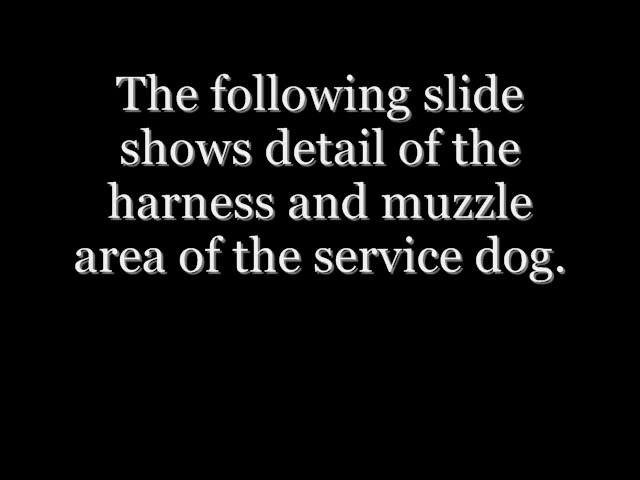 The following slide
shows detail of the
harness and muzzle
area of the service dog.